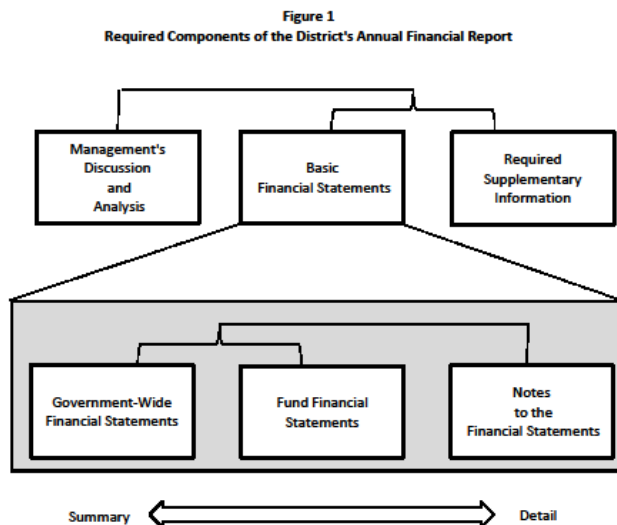 Figure 1
Required Components of the District's Annual Financial Report
Management's
Discussion
and
Analysis
Basic
Financial Statements
Required
Supplementary
Information
Government-Wide
Financial Statements
Fund Financial
Statements
Notes
to the
Financial Statements
Summary
Detail